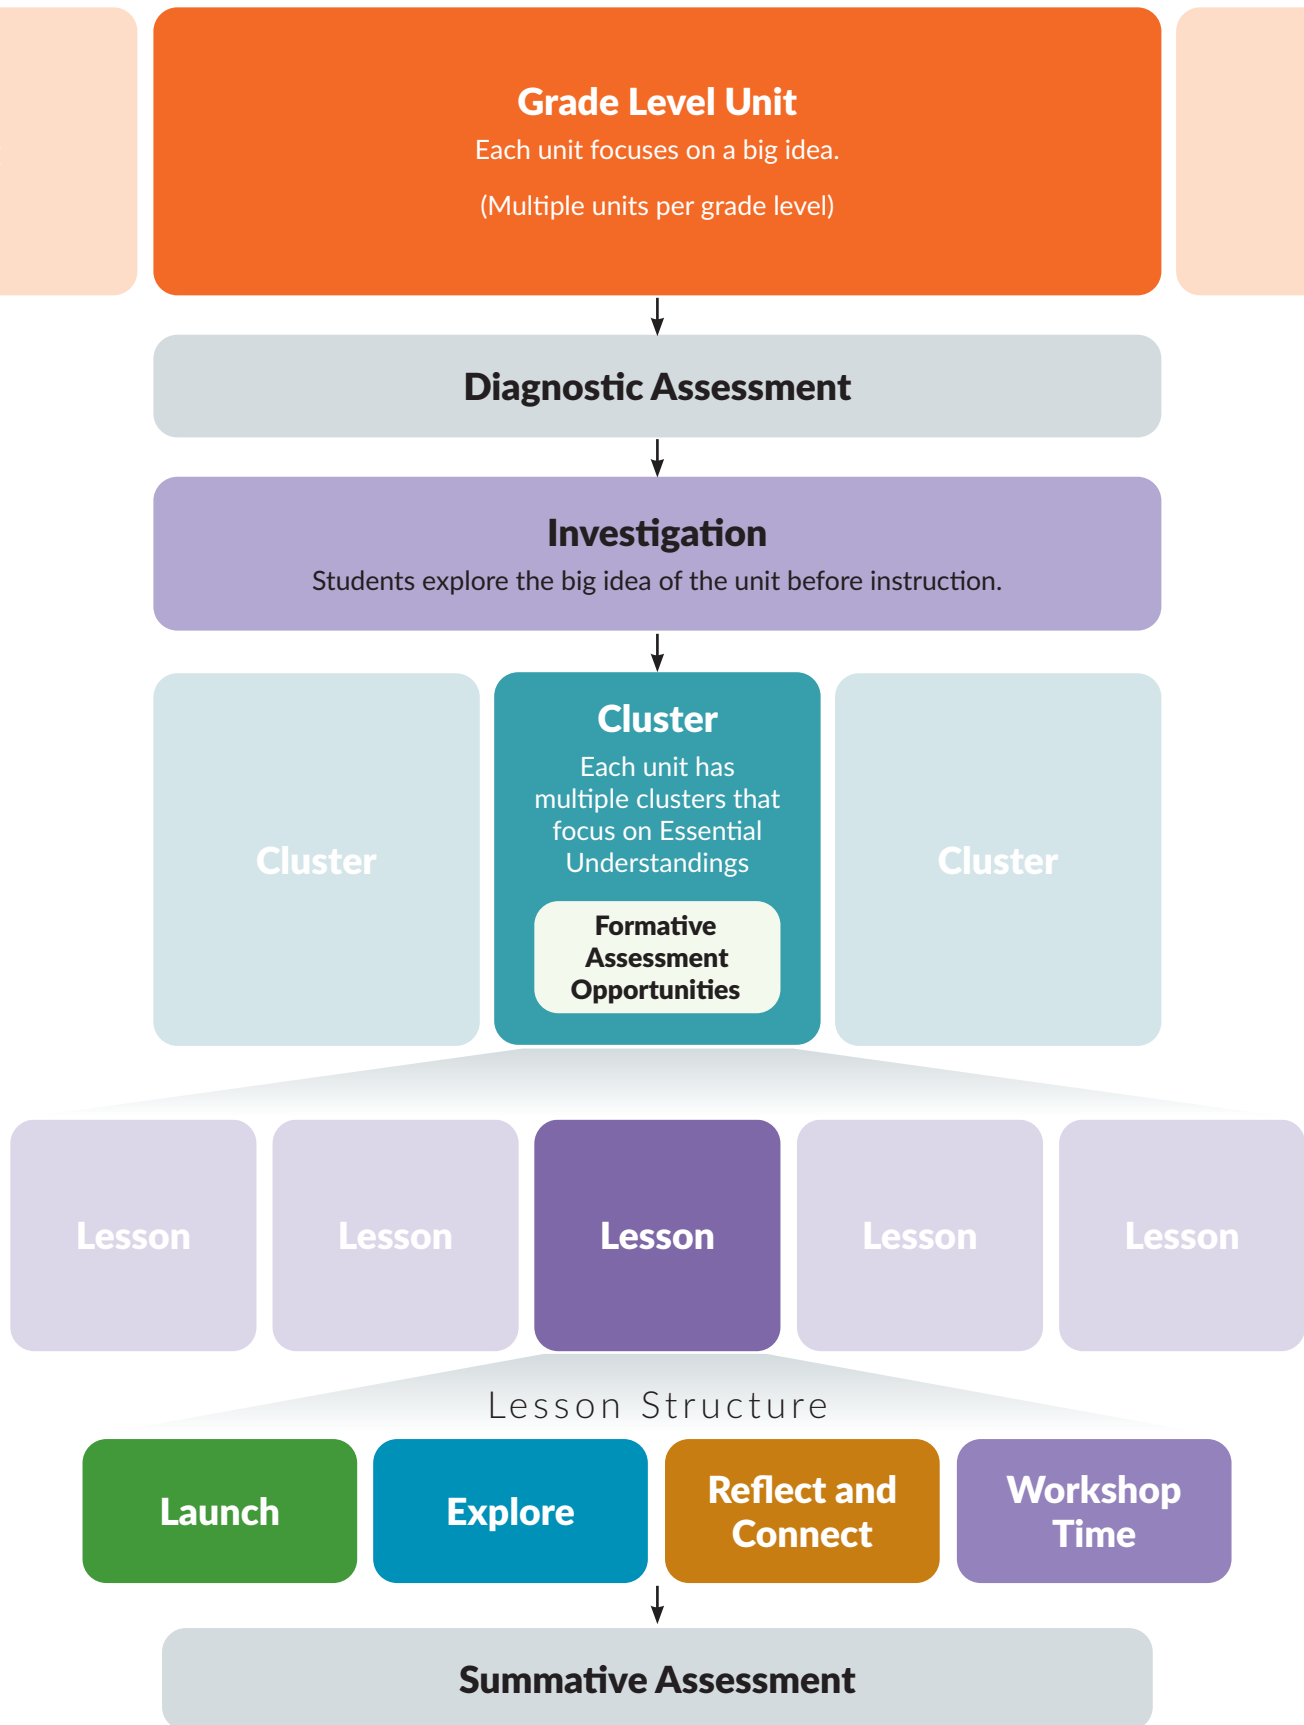 Grade Level Unit
Each unit focuses on a big idea.
(Multiple units per grade level)
Diagnostic Assessment
Investigation
Students explore the big idea of the unit before instruction.
Cluster
Cluster
Each unit has
multiple clusters that
focus on Essential
Understandings
Formative
Assessment
Opportunities
Cluster
Lesson
Lesson
Lesson
Lesson
Lesson
Lesson Structure
Launch
Explore
Reflect and
Connect
Workshop
Time
Summative Assessment